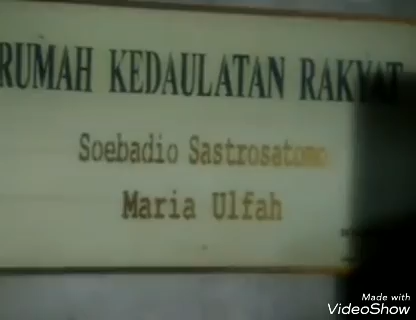 RUMAH KEDAULATAN RAKYAT
Soebadio Sastrosatomo
Maria Ulfah
Made with
VideoShow